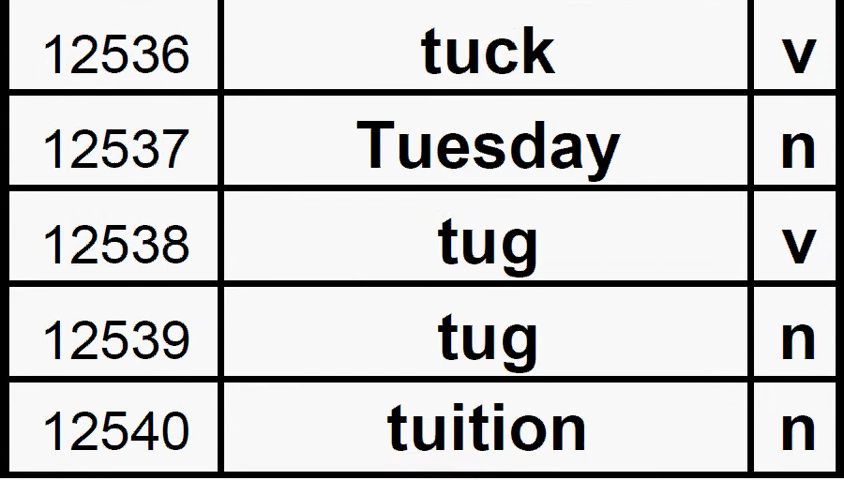 12536 tuck v
12537 Tuesday n
12538 tug v
12539 tug n
12540 tuition n